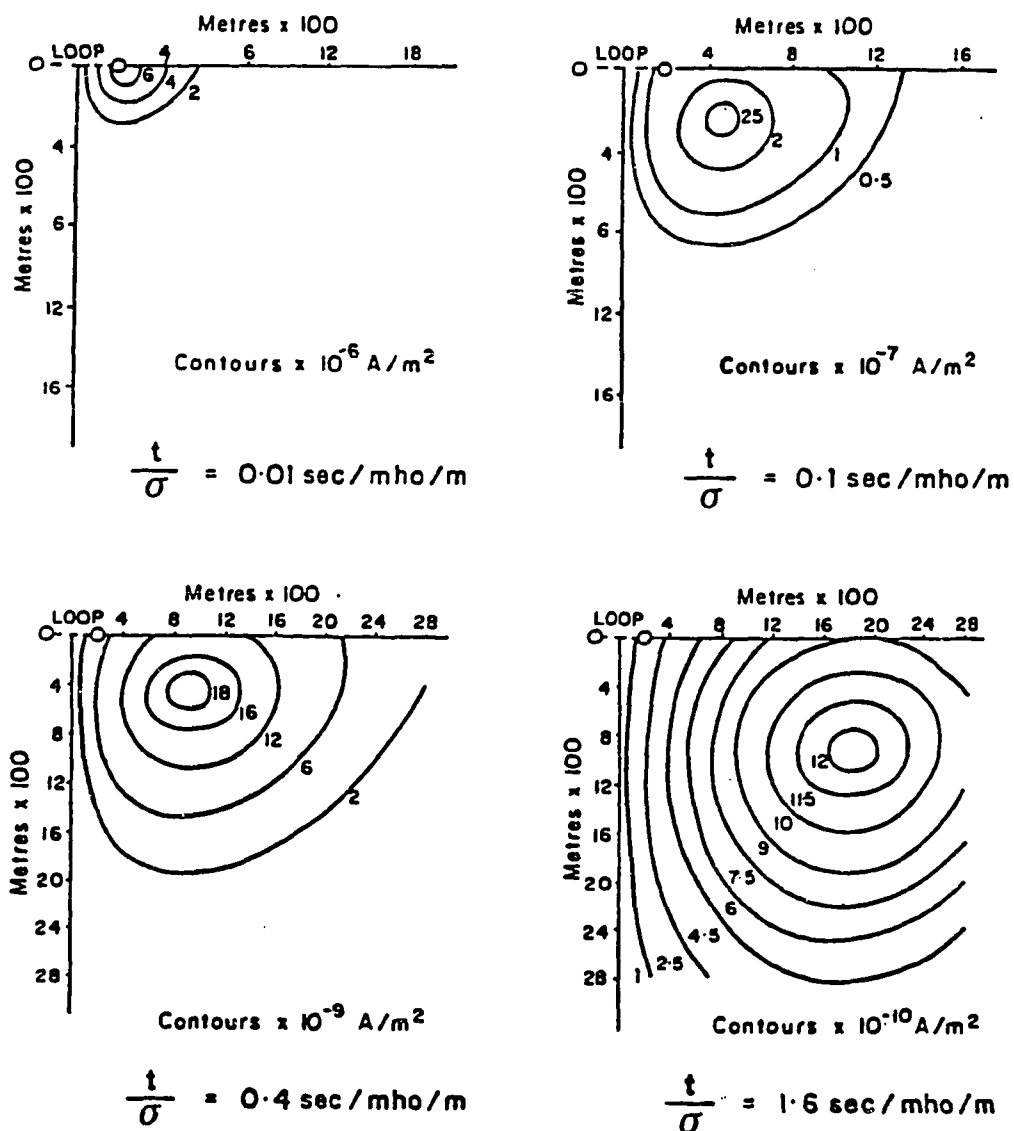 Metres x 100
LOOP 4 6 12 18
O
6 4 2
4
6
12
16
Metres x 100
Contours x 10⁻⁶ A/m²
t/σ = 0·01 sec/mho/m
Metres x 100
LOOP 4 8 12 16
O
25
2
1
0·5
4
6
12
16
Metres x 100
Contours x 10⁻⁷ A/m²
t/σ = 0·1 sec/mho/m
Metres x 100
LOOP 4 8 12 16 20 24 28
O
4
8
12
16
20
24
28
Metres x 100
18
16
12
6
2
Contours x 10⁻⁹ A/m²
t/σ = 0·4 sec/mho/m
Metres x 100
LOOP 4 8 12 16 20 24 28
O
4
8
12
16
20
24
28
Metres x 100
12
11·5
10
9
7·5
6
4·5
2·5
1
Contours x 10⁻¹⁰ A/m²
t/σ = 1·6 sec/mho/m